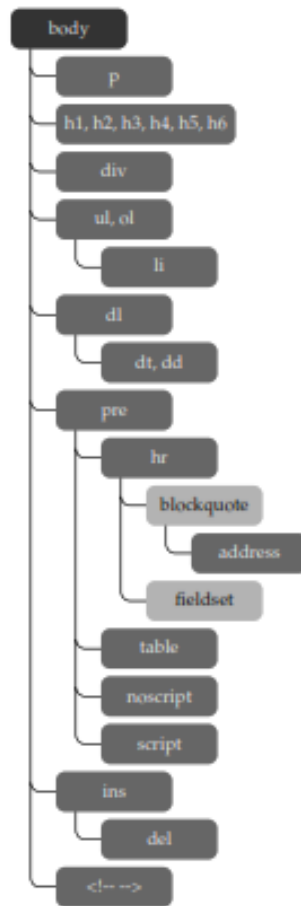 body
p
h1, h2, h3, h4, h5, h6
div
ul, ol
li
dl
dt, dd
pre
hr
blockquote
address
fieldset
table
noscript
script
ins
del
<!-- -->